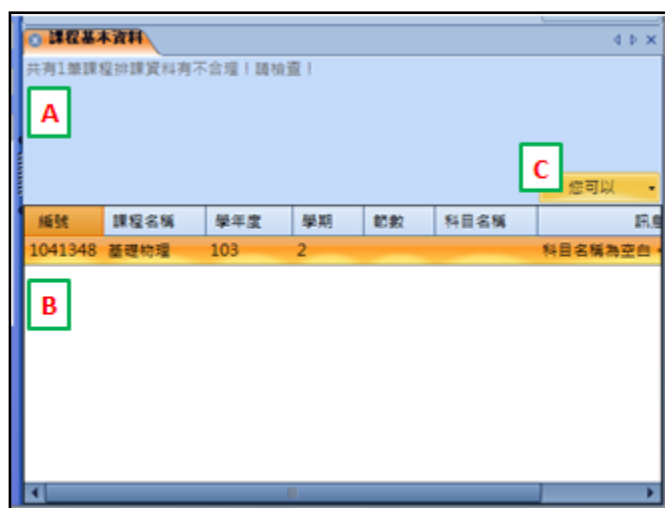 課程基本資料
共有1筆課程排課資料有不合理！請檢查！
A
C
您可以
編號 課程名稱 學年度 學期 節數 科目名稱 訊息
1041348 基礎物理 103 2 科目名稱為空白
B